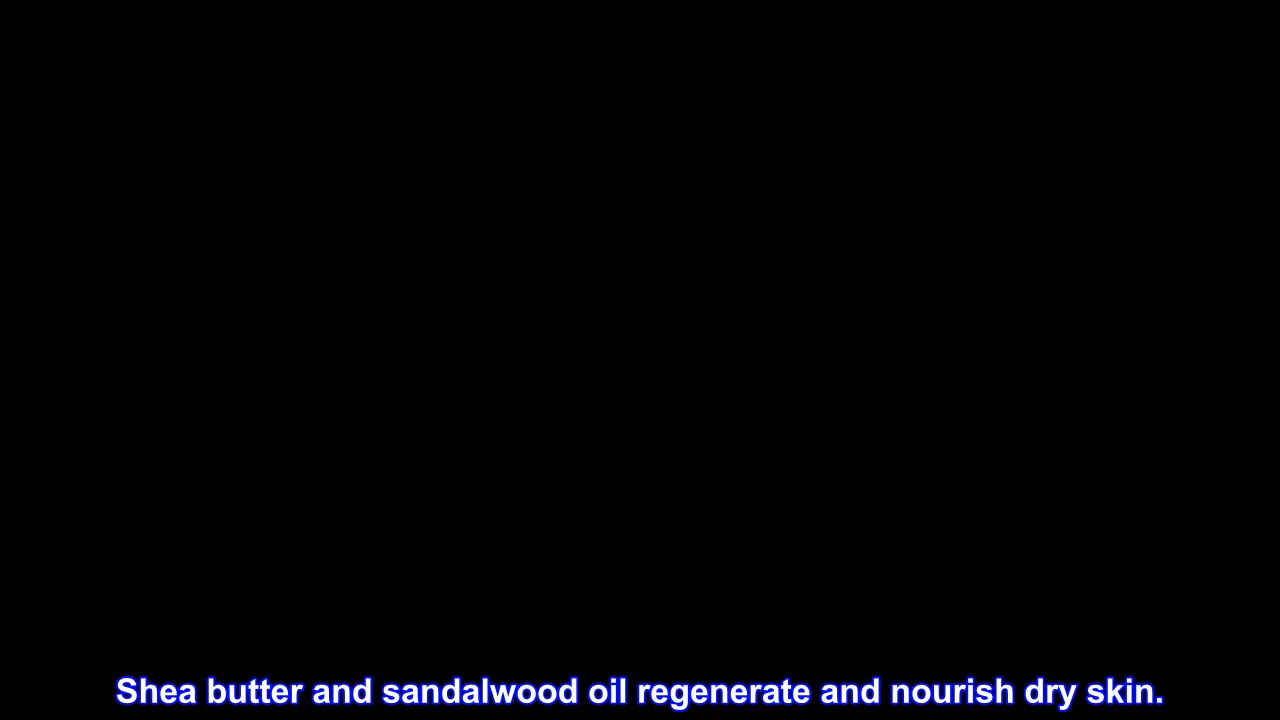 Shea butter and sandalwood oil regenerate and nourish dry skin.